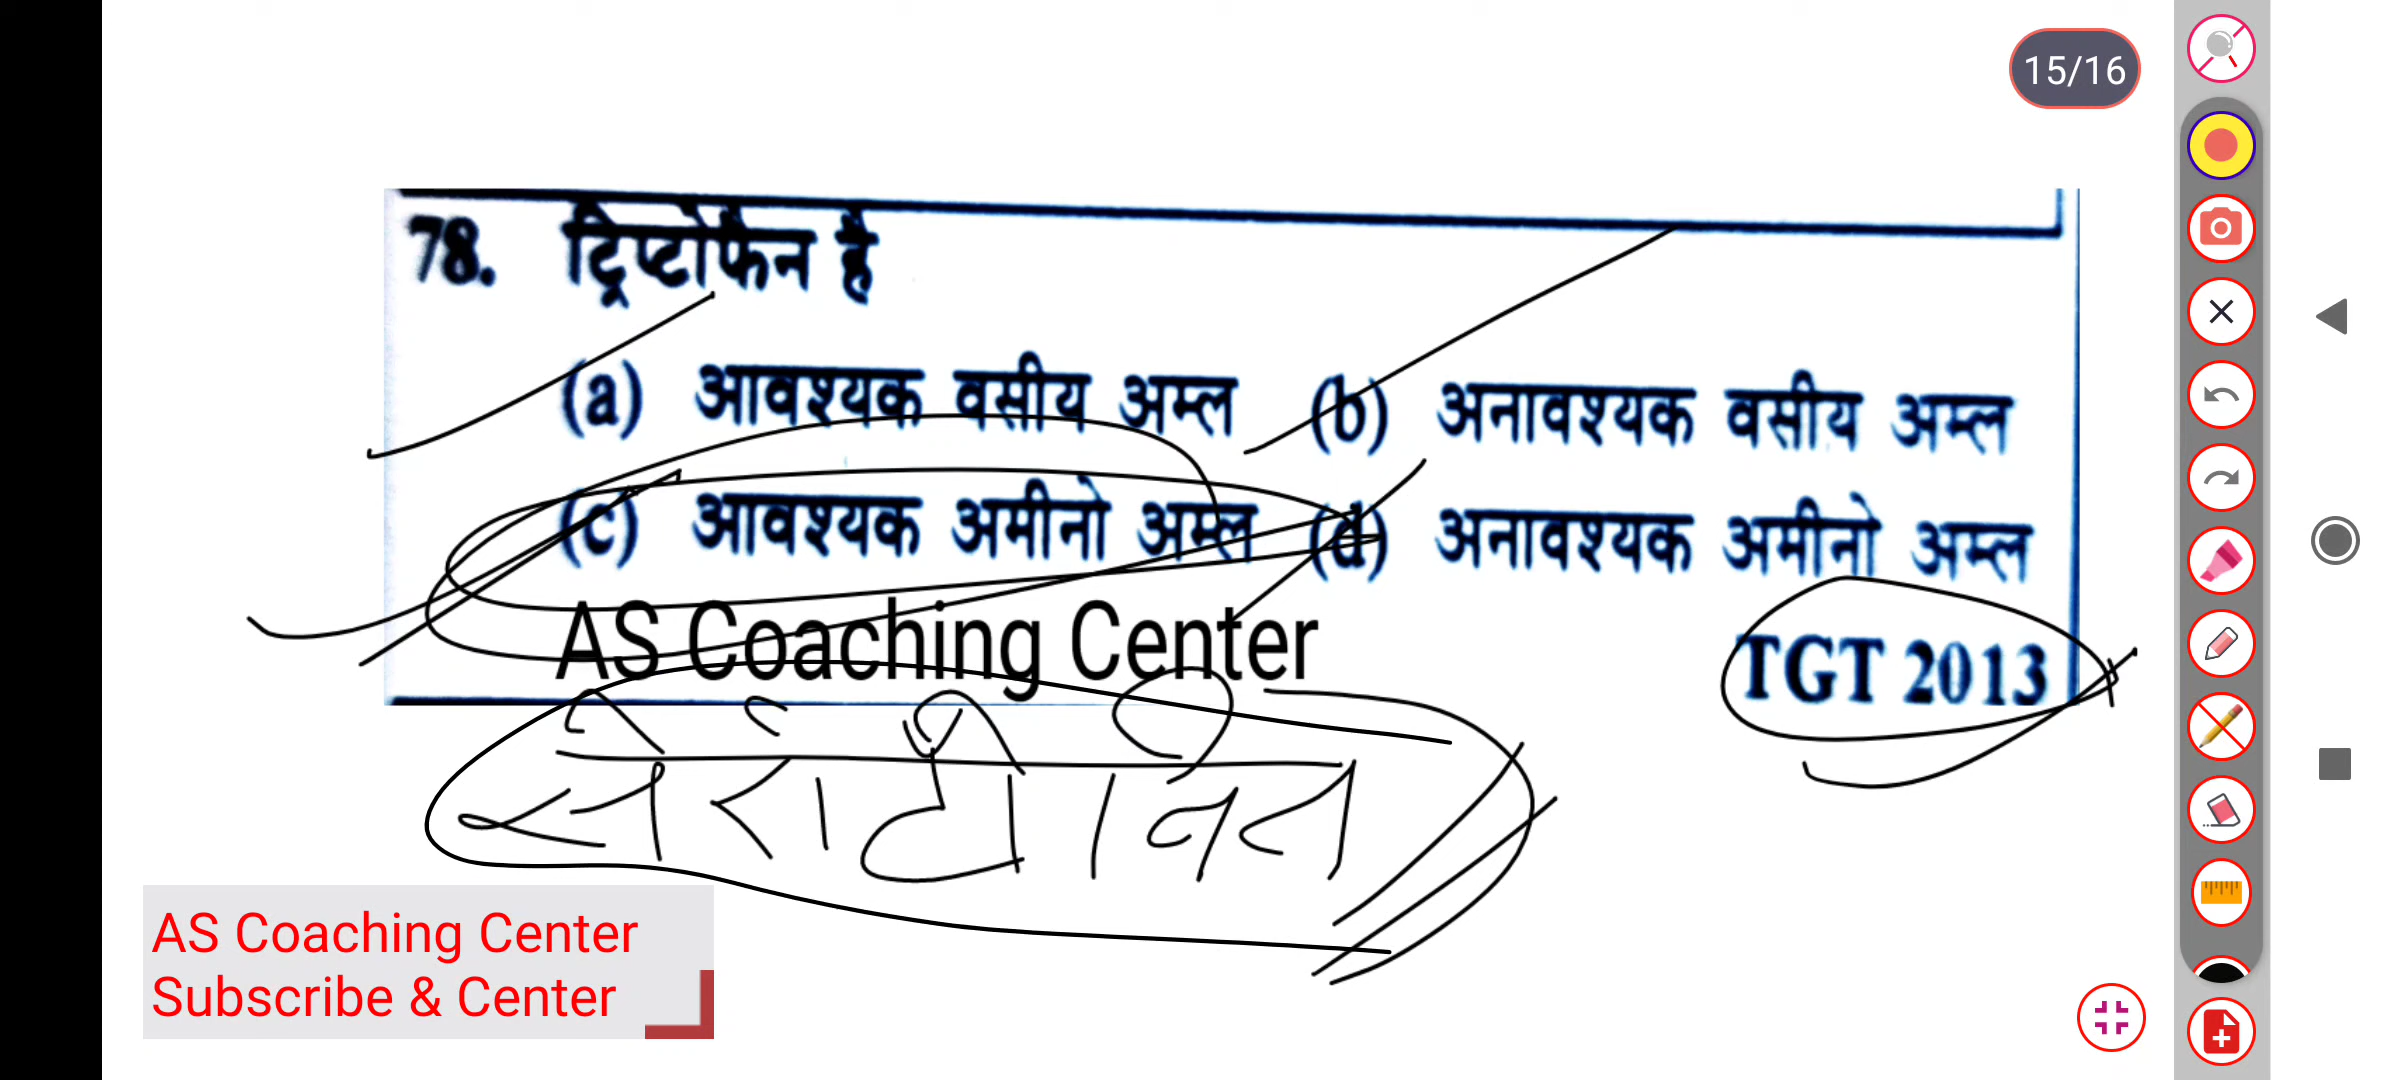 15/16
78. ट्रिप्टोफैन है
(a) आवश्यक वसीय अम्ल (b) अनावश्यक वसीय अम्ल
(c) आवश्यक अमीनो अम्ल (d) अनावश्यक अमीनो अम्ल
AS Coaching Center
TGT 2013
AS Coaching Center
Subscribe & Center